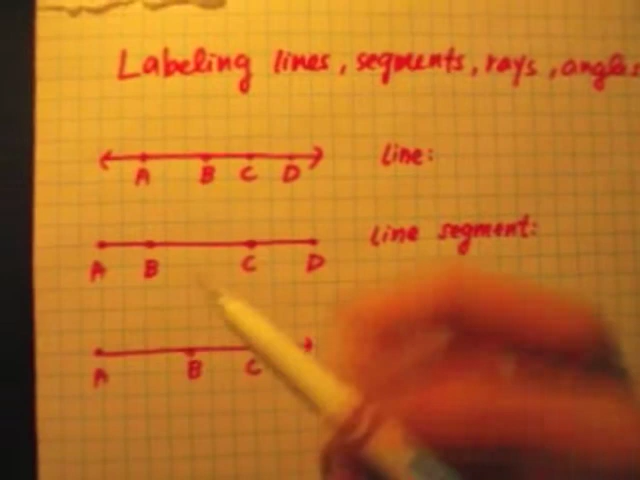 Labeling lines, segments, rays, angles
A B C D
Line:
A B C D
Line segment:
A B C